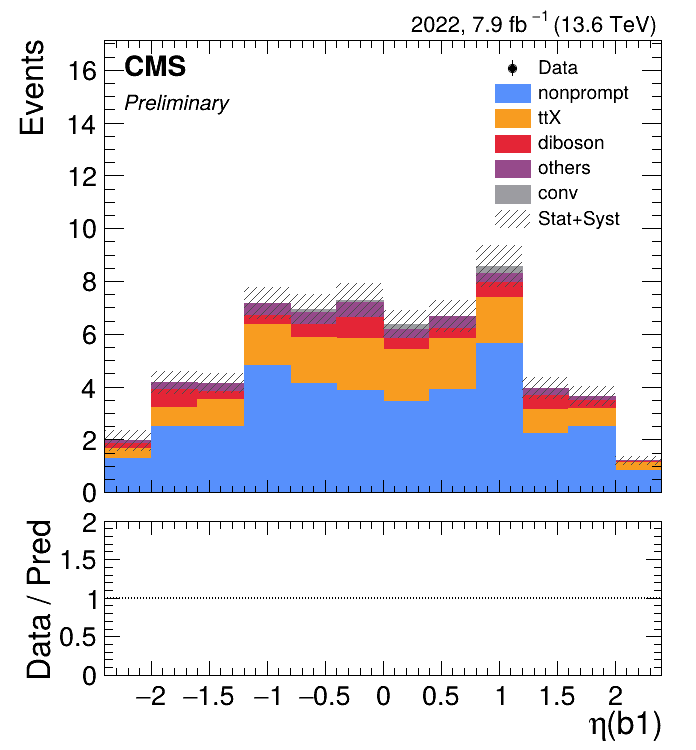 2022, 7.9 fb⁻¹ (13.6 TeV)
Events
16
14
12
10
8
6
4
2
0
CMS
Preliminary
Data
nonprompt
ttX
diboson
others
conv
Stat+Syst
Data / Pred
2
1.5
1
0.5
0
−2 −1.5 −1 −0.5 0 0.5 1 1.5 2
η(b1)